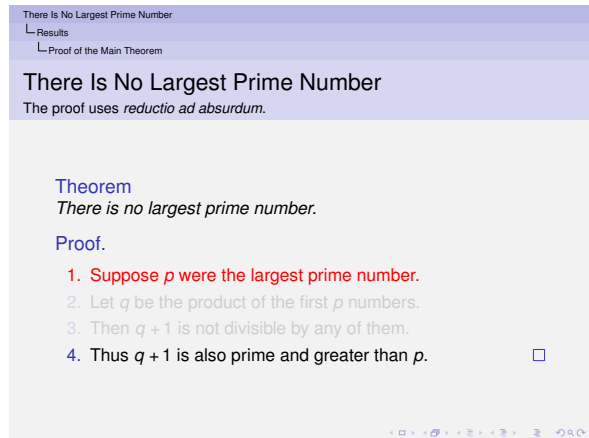 There Is No Largest Prime Number
Results
Proof of the Main Theorem
There Is No Largest Prime Number
The proof uses reductio ad absurdum.
Theorem
There is no largest prime number.
Proof.
1. Suppose p were the largest prime number.
2. Let q be the product of the first p numbers.
3. Then q + 1 is not divisible by any of them.
4. Thus q + 1 is also prime and greater than p.